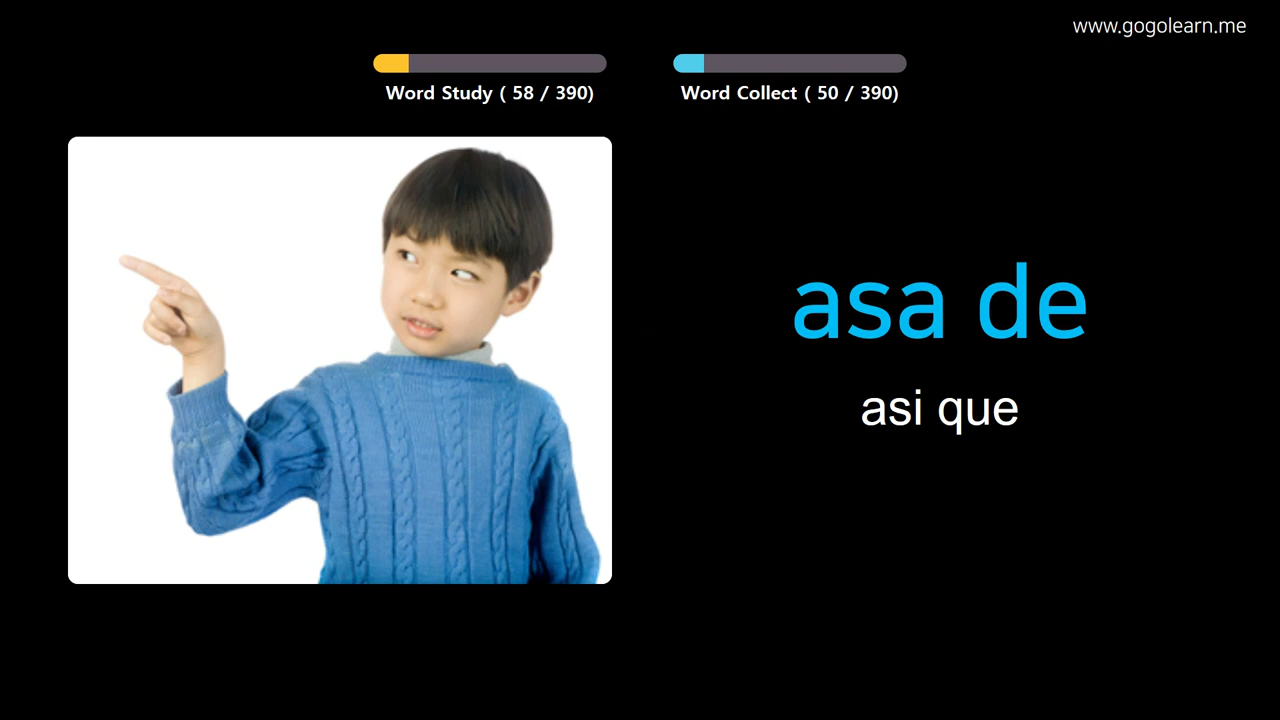 www.gogolearn.me
Word Study ( 58 / 390)
Word Collect ( 50 / 390)
asa de
asi que